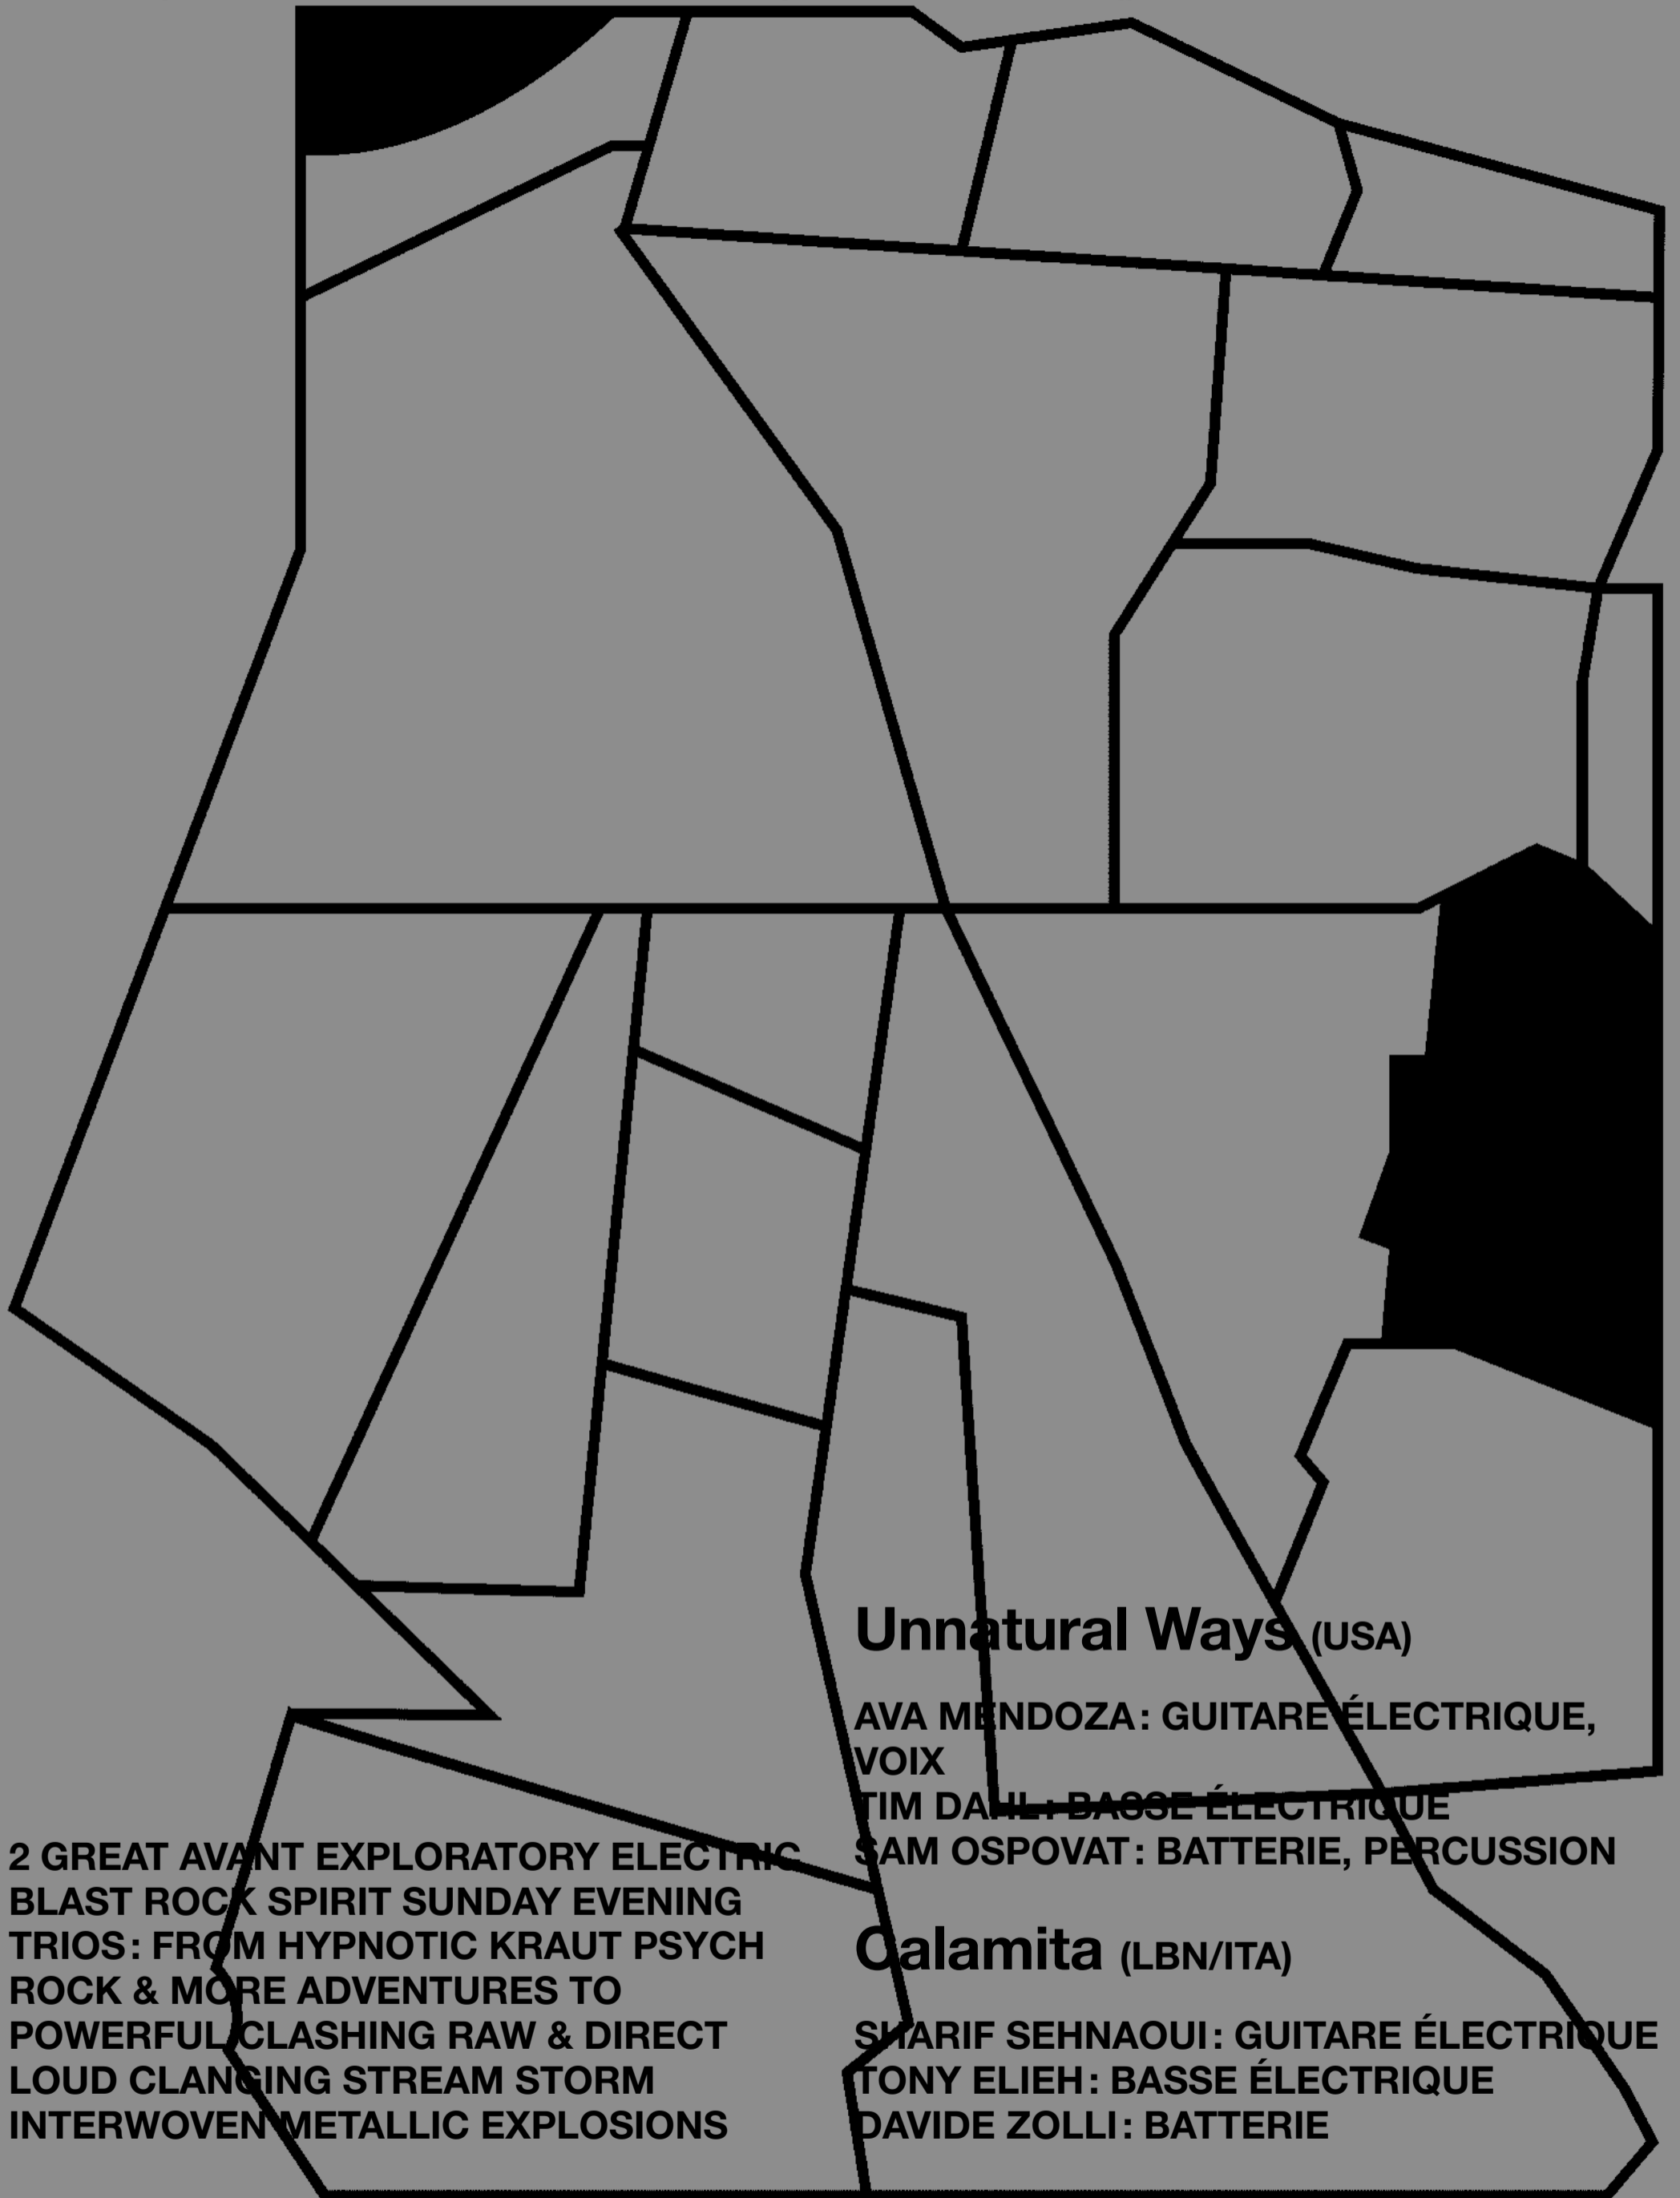 Unnatural Ways (USA)
AVA MENDOZA: GUITARE ÉLECTRIQUE,
VOIX
TIM DAHL: BASSE ÉLECTRIQUE
SAM OSPOVAT: BATTERIE, PERCUSSION
Calamita (LBN/ITA)
SHARIF SEHNAOUI: GUITARE ÉLECTRIQUE
TONY ELIEH: BASSE ÉLECTRIQUE
DAVIDE ZOLLI: BATTERIE
2 GREAT AVANT EXPLORATORY ELECTRIC
BLAST ROCK SPIRIT SUNDAY EVENING
TRIOS: FROM HYPNOTIC KRAUT PSYCH
ROCK & MORE ADVENTURES TO
POWERFUL CLASHING RAW & DIRECT
LOUD CLANGING STREAM STORM
INTERWOVEN METALLIC EXPLOSIONS